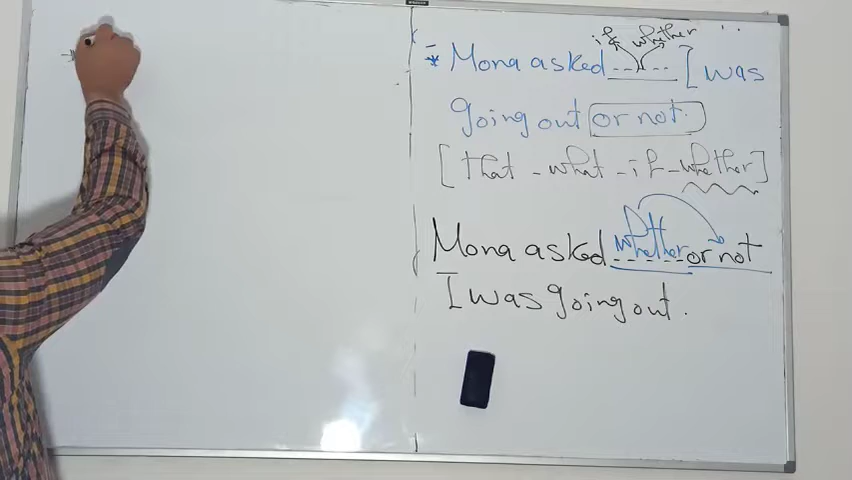 if whether
* Mona asked ------ I was
going out or not.
[ that - what - if - whether ]
Mona asked whether or not
I was going out.